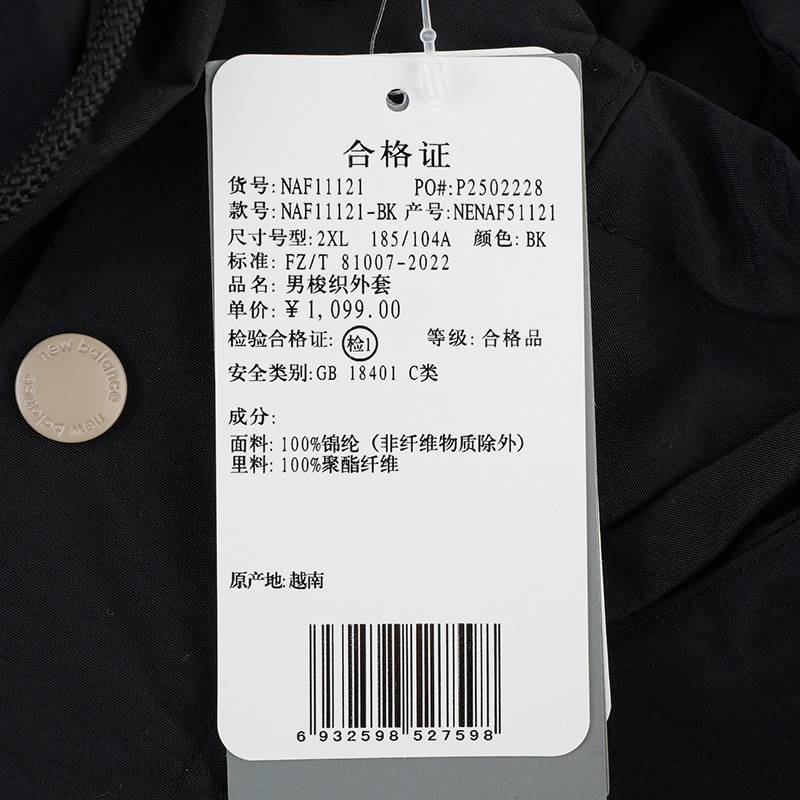 合格证
货号: NAF11121 PO#:P2502228
款号: NAF11121-BK 产号: NENAF51121
尺寸号型: 2XL 185/104A 颜色: BK
标准: FZ/T 81007-2022
品名: 男梭织外套
单价: ¥1,099.00
检验合格证: 检1 等级: 合格品
安全类别: GB 18401 C类
成分:
面料: 100%锦纶（非纤维物质除外）
里料: 100%聚酯纤维
原产地: 越南
6 932598 527598
new balance
new balance